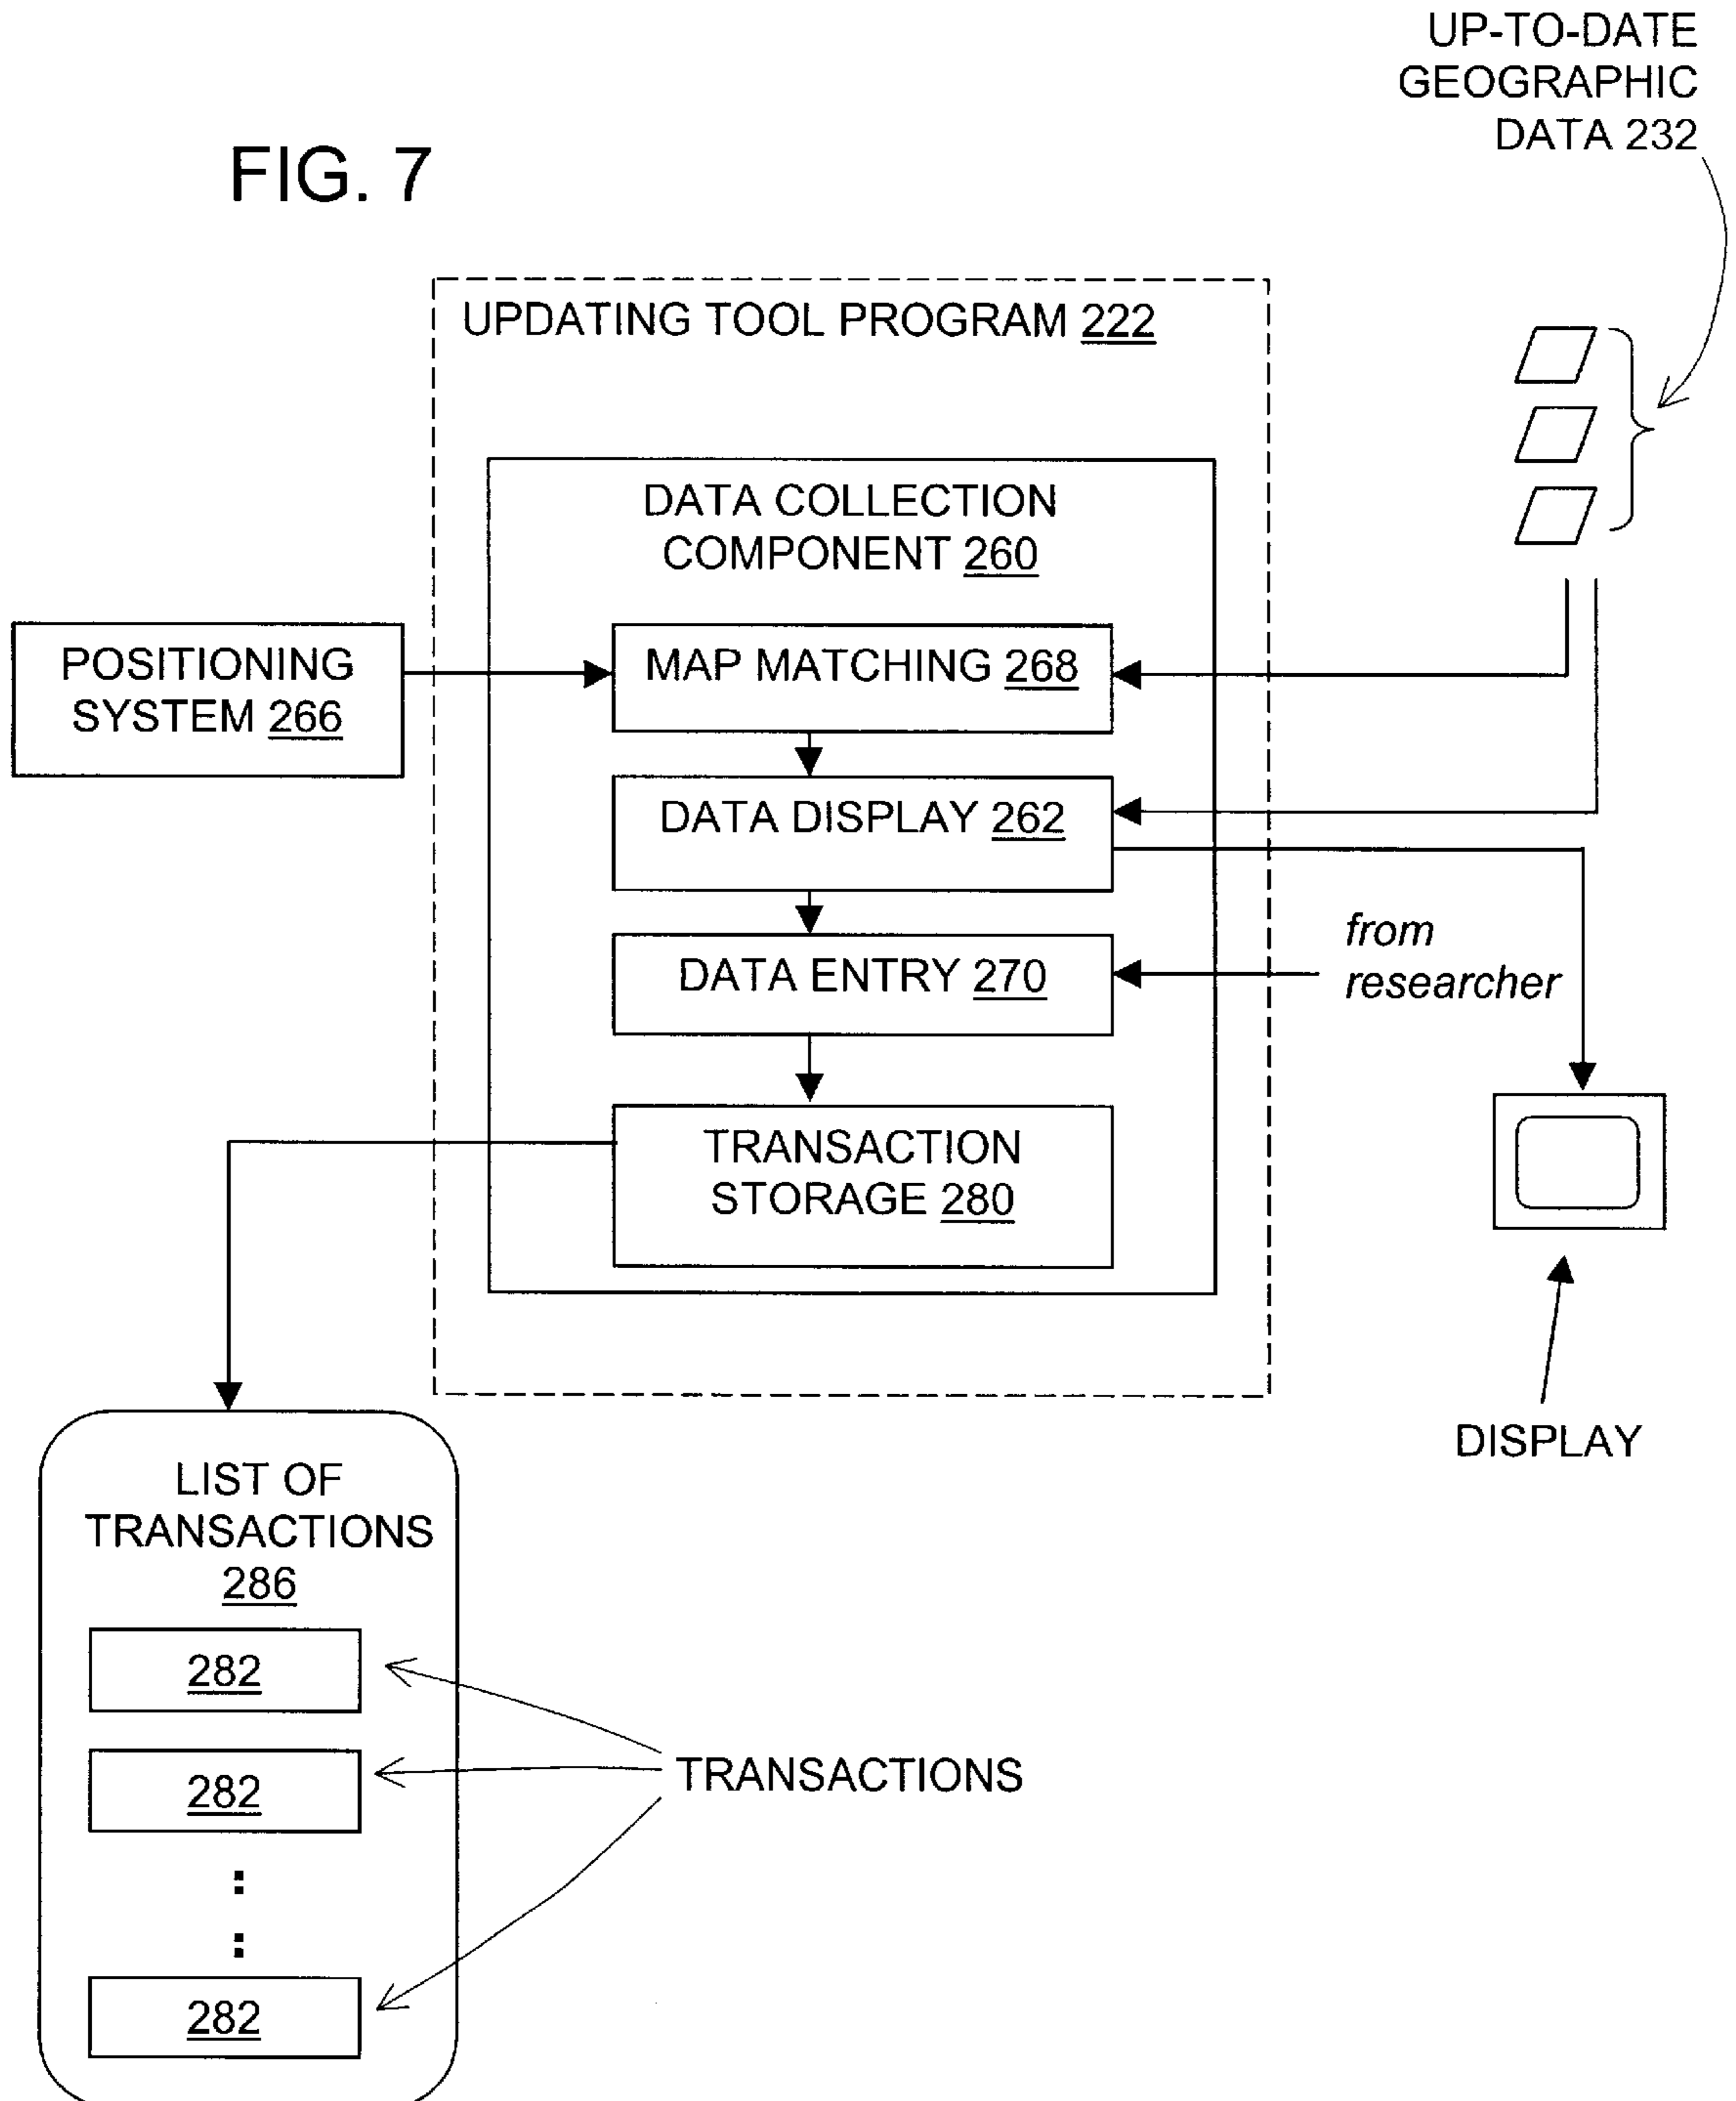 UP-TO-DATE
GEOGRAPHIC
DATA 232
FIG. 7
UPDATING TOOL PROGRAM 222
DATA COLLECTION
COMPONENT 260
POSITIONING
SYSTEM 266
MAP MATCHING 268
DATA DISPLAY 262
DATA ENTRY 270
from
researcher
TRANSACTION
STORAGE 280
DISPLAY
LIST OF
TRANSACTIONS
286
282
282
TRANSACTIONS
:
:
282